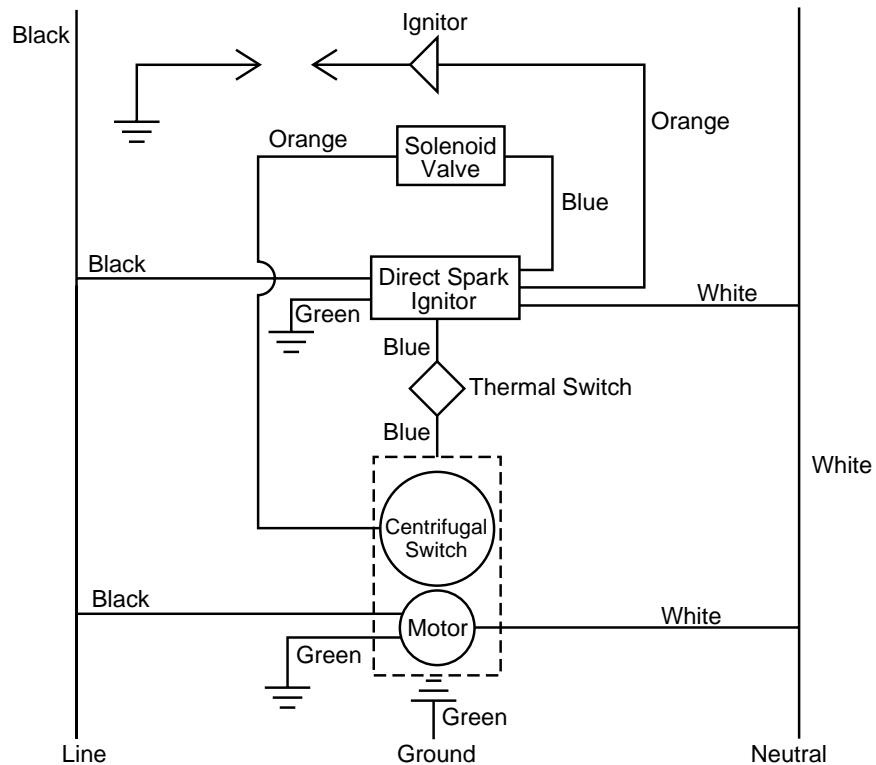 Ignitor
Black
Orange
Orange
Solenoid
Valve
Blue
Black
Direct Spark
Ignitor
White
Green
Blue
Thermal Switch
Blue
White
Centrifugal
Switch
Black
White
Motor
Green
Green
Line
Ground
Neutral